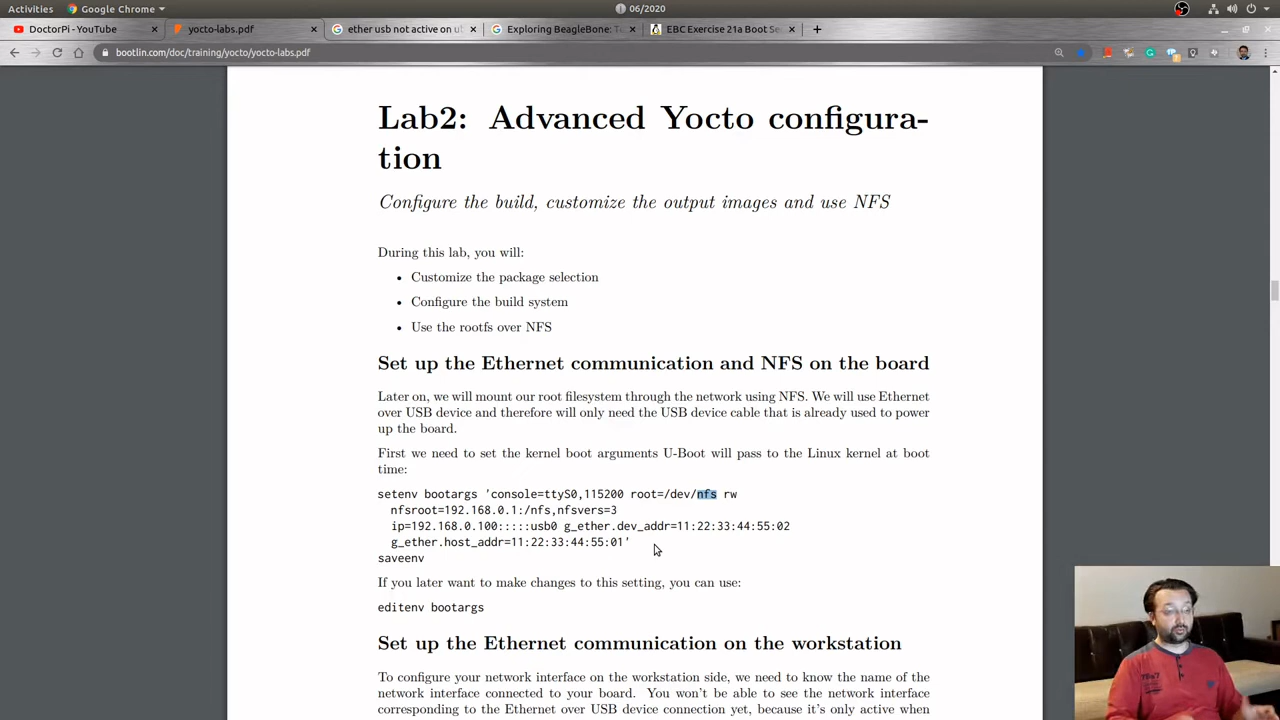 Activities
Google Chrome
06/2020
DoctorPi - YouTube
yocto-labs.pdf
ether usb not active on u
Exploring BeagleBone: T
EBC Exercise 21a Boot Se
bootlin.com/doc/training/yocto/yocto-labs.pdf
Lab2: Advanced Yocto configura-
tion
Configure the build, customize the output images and use NFS
During this lab, you will:
• Customize the package selection
• Configure the build system
• Use the rootfs over NFS
Set up the Ethernet communication and NFS on the board
Later on, we will mount our root filesystem through the network using NFS. We will use Ethernet
over USB device and therefore will only need the USB device cable that is already used to power
up the board.
First we need to set the kernel boot arguments U-Boot will pass to the Linux kernel at boot
time:
setenv bootargs 'console=ttyS0,115200 root=/dev/nfs rw
nfsroot=192.168.0.1:/nfs,nfsvers=3
ip=192.168.0.100:::::usb0 g_ether.dev_addr=11:22:33:44:55:02
g_ether.host_addr=11:22:33:44:55:01'
saveenv
If you later want to make changes to this setting, you can use:
editenv bootargs
Set up the Ethernet communication on the workstation
To configure your network interface on the workstation side, we need to know the name of the
network interface connected to your board. You won't be able to see the network interface
corresponding to the Ethernet over USB device connection yet, because it's only active when